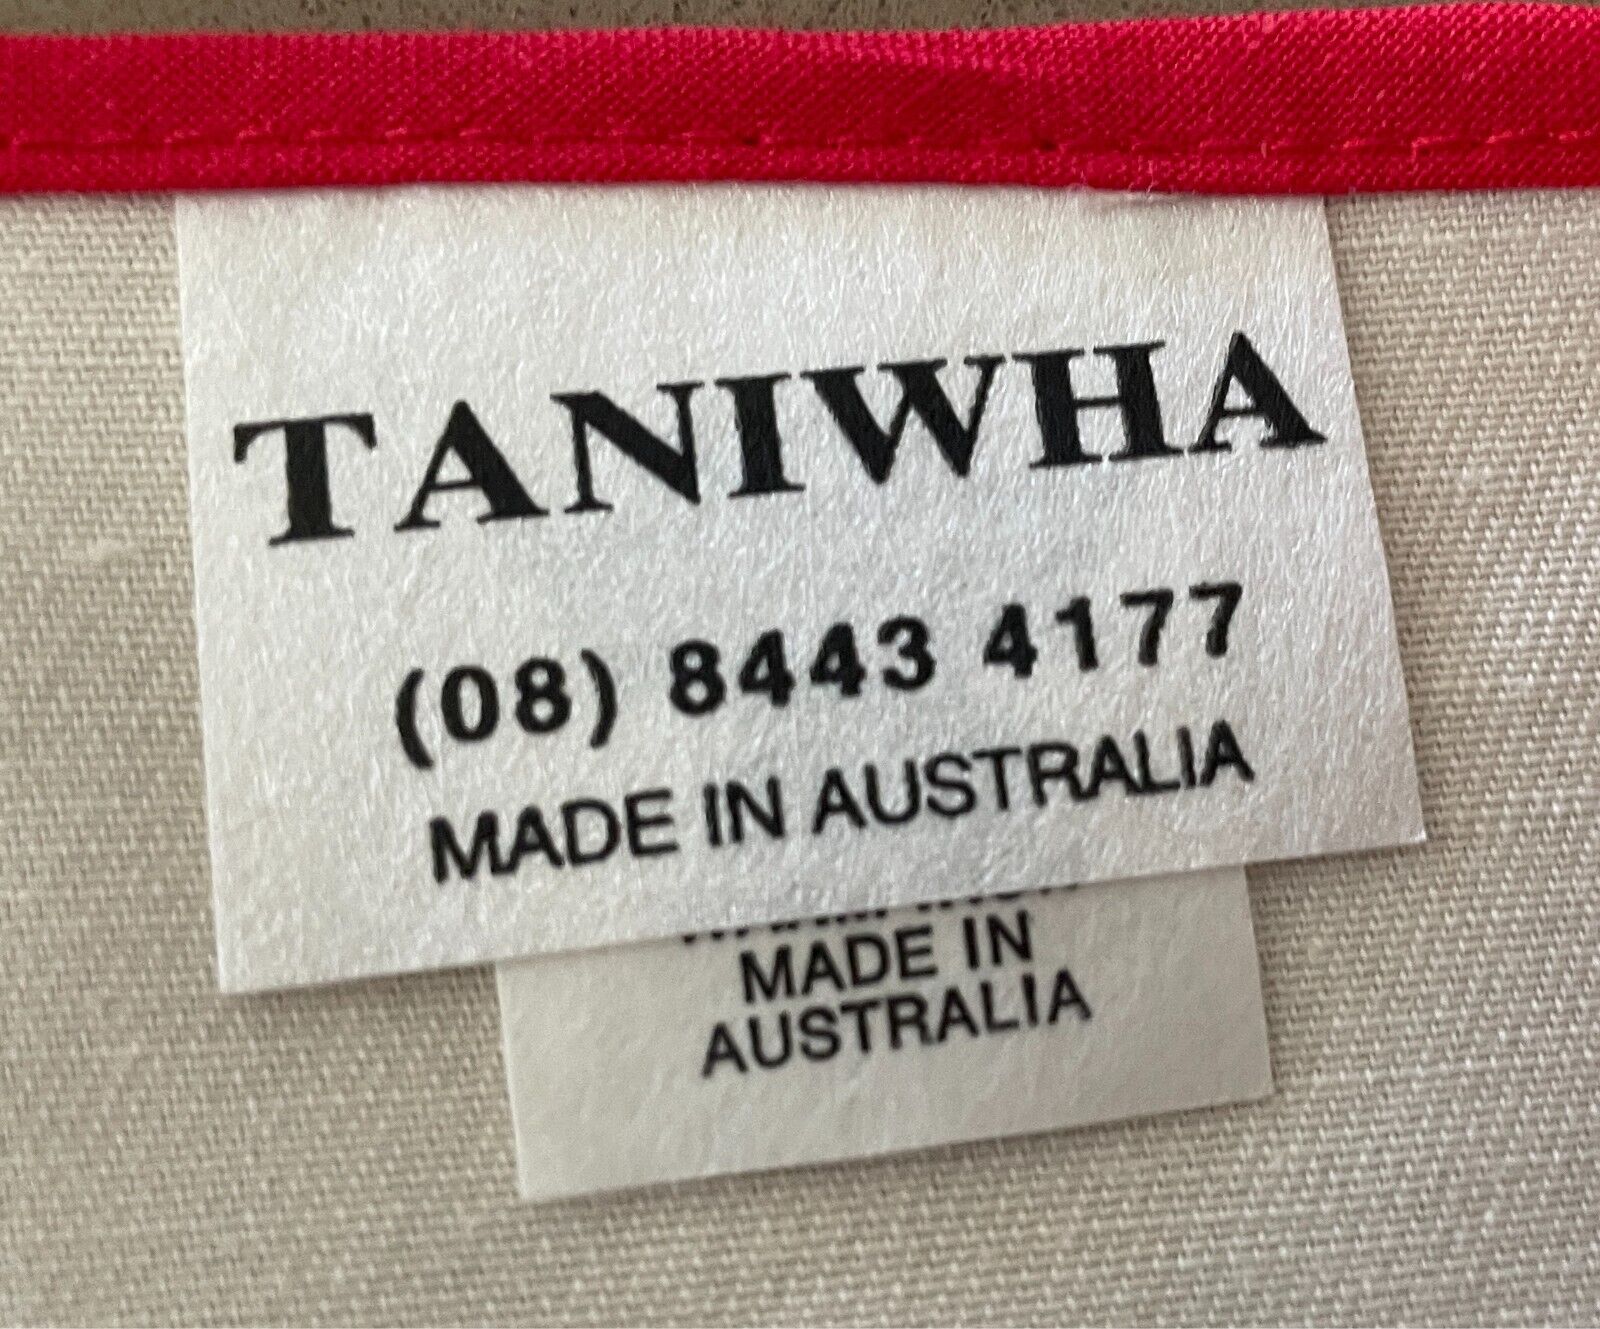 TANIWHA
(08) 8443 4177
MADE IN AUSTRALIA
MADE IN
AUSTRALIA